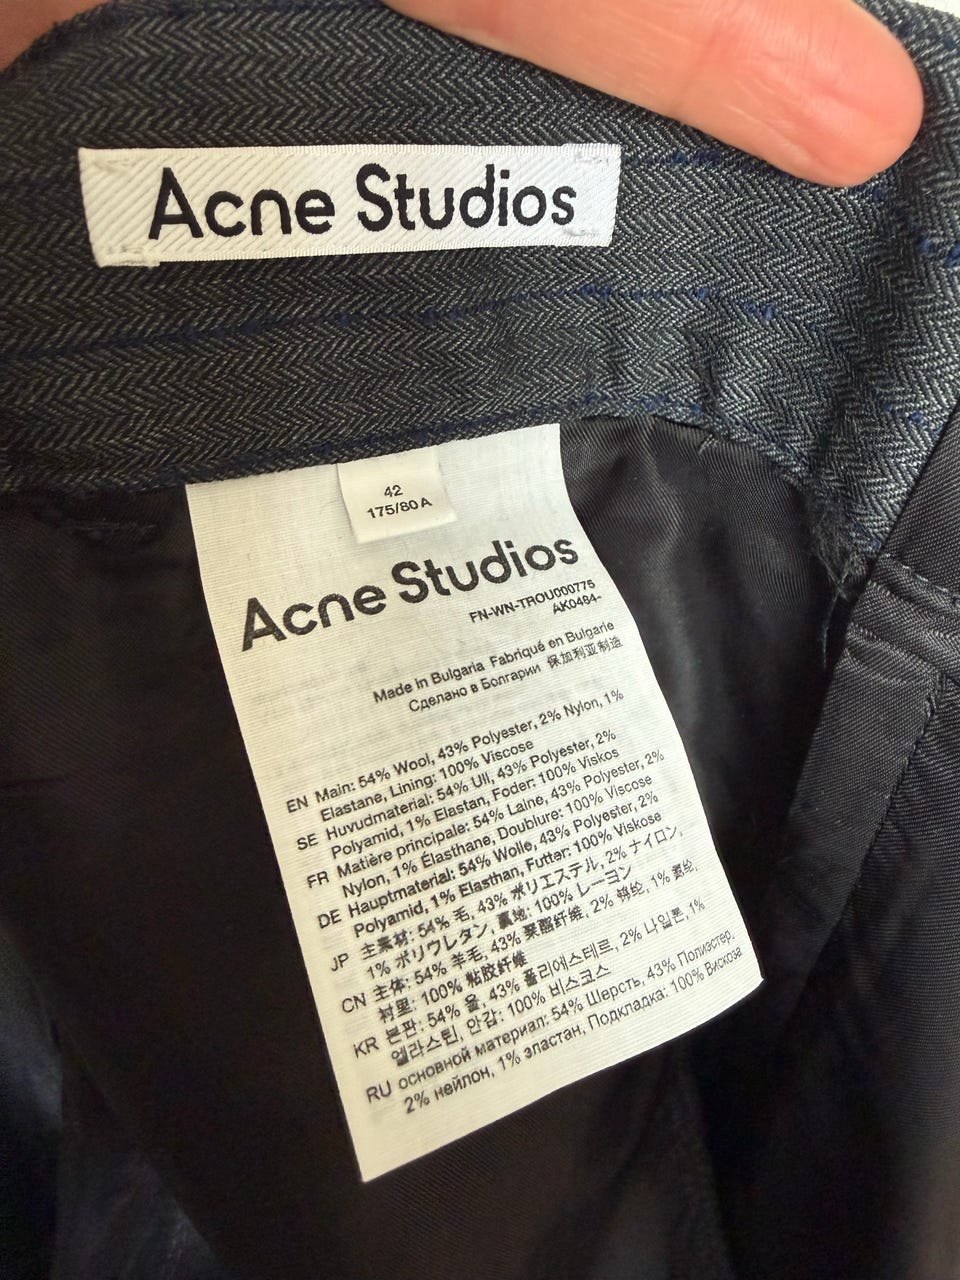 Acne Studios
42
175/80 A
Acne Studios
FN-WN-TROU000775
AK0484-
Made in Bulgaria Fabriqué en Bulgarie
Сделано в Болгарии 保加利亚制造
EN Main: 54% Wool, 43% Polyester, 2% Nylon, 1%
Elastane, Lining: 100% Viscose
SE Huvudmaterial: 54% Ull, 43% Polyester, 2%
Polyamid, 1% Elastan, Foder: 100% Viskos
FR Matière principale: 54% Laine, 43% Polyester, 2%
Nylon, 1% Élasthane, Doublure: 100% Viscose
DE Hauptmaterial: 54% Wolle, 43% Polyester, 2%
Polyamid, 1% Elasthan, Futter: 100% Viskose
JP 主素材: 54% 毛, 43% ポリエステル, 2% ナイロン,
1% ポリウレタン, 裏地: 100% レーヨン
CN 主体: 54% 羊毛, 43% 聚酯纤维, 2% 锦纶, 1% 氨纶,
衬里: 100% 粘胶纤维
KR 본판: 54% 울, 43% 폴리에스테르, 2% 나일론, 1%
엘라스틴, 안감: 100% 비스코스
RU основной материал: 54% Шерсть, 43% Полиэстер,
2% нейлон, 1% эластан, Подкладка: 100% Вискоза